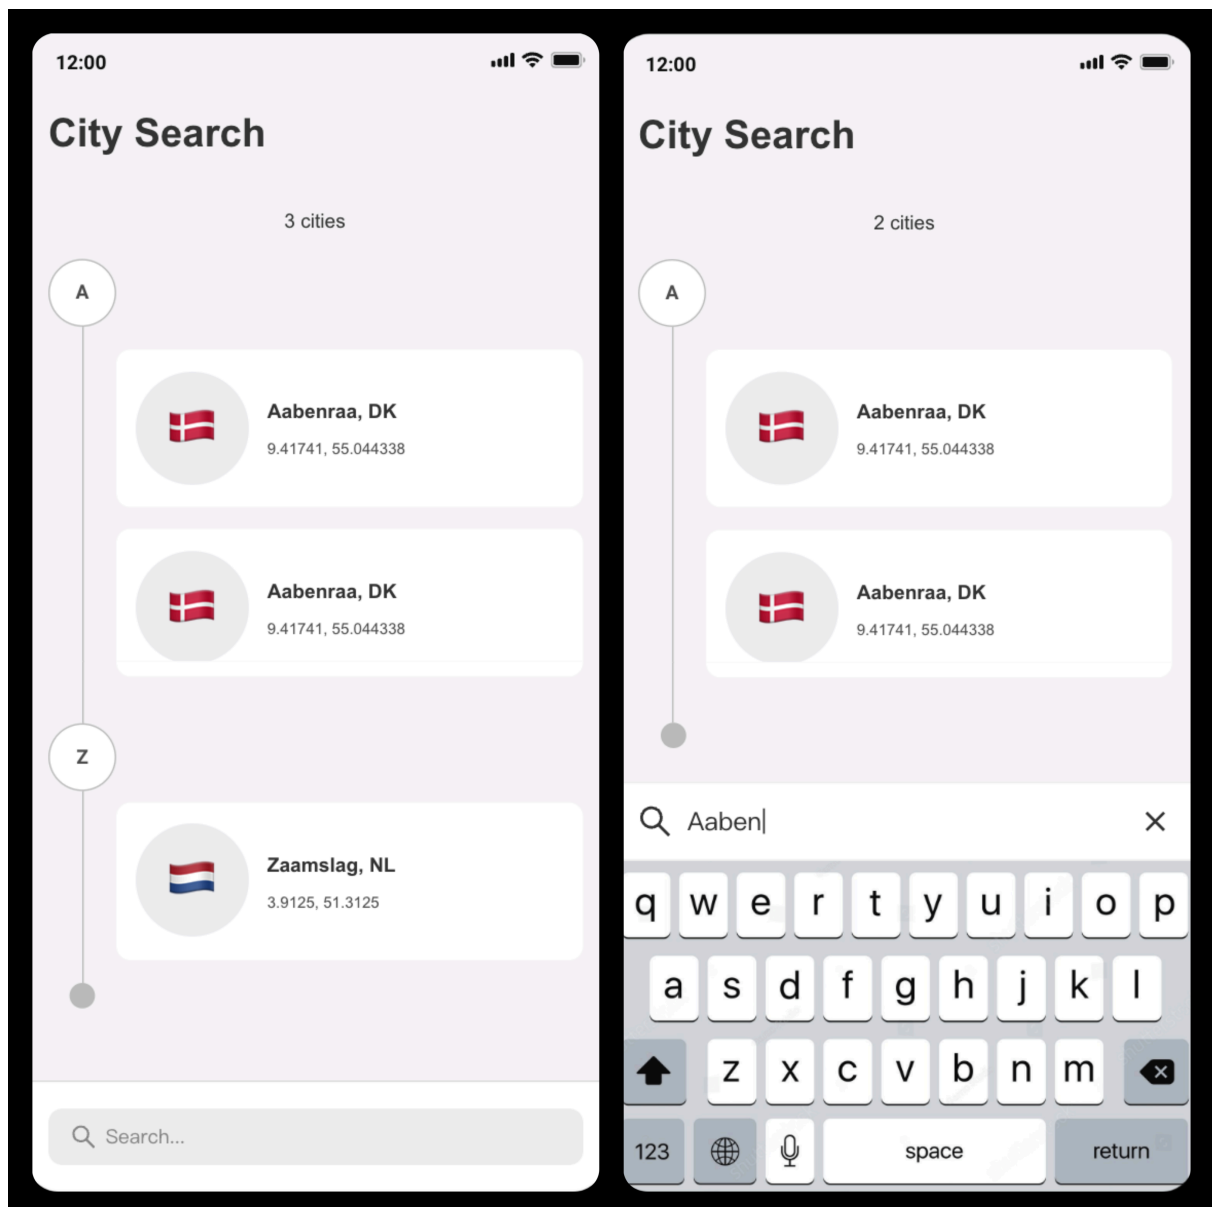 12:00
City Search
3 cities
A
Aabenraa, DK
9.41741, 55.044338
Aabenraa, DK
9.41741, 55.044338
Z
Zaamslag, NL
3.9125, 51.3125
Search...
12:00
City Search
2 cities
A
Aabenraa, DK
9.41741, 55.044338
Aabenraa, DK
9.41741, 55.044338
Aaben
q w e r t y u i o p
a s d f g h j k l
z x c v b n m
123 space return